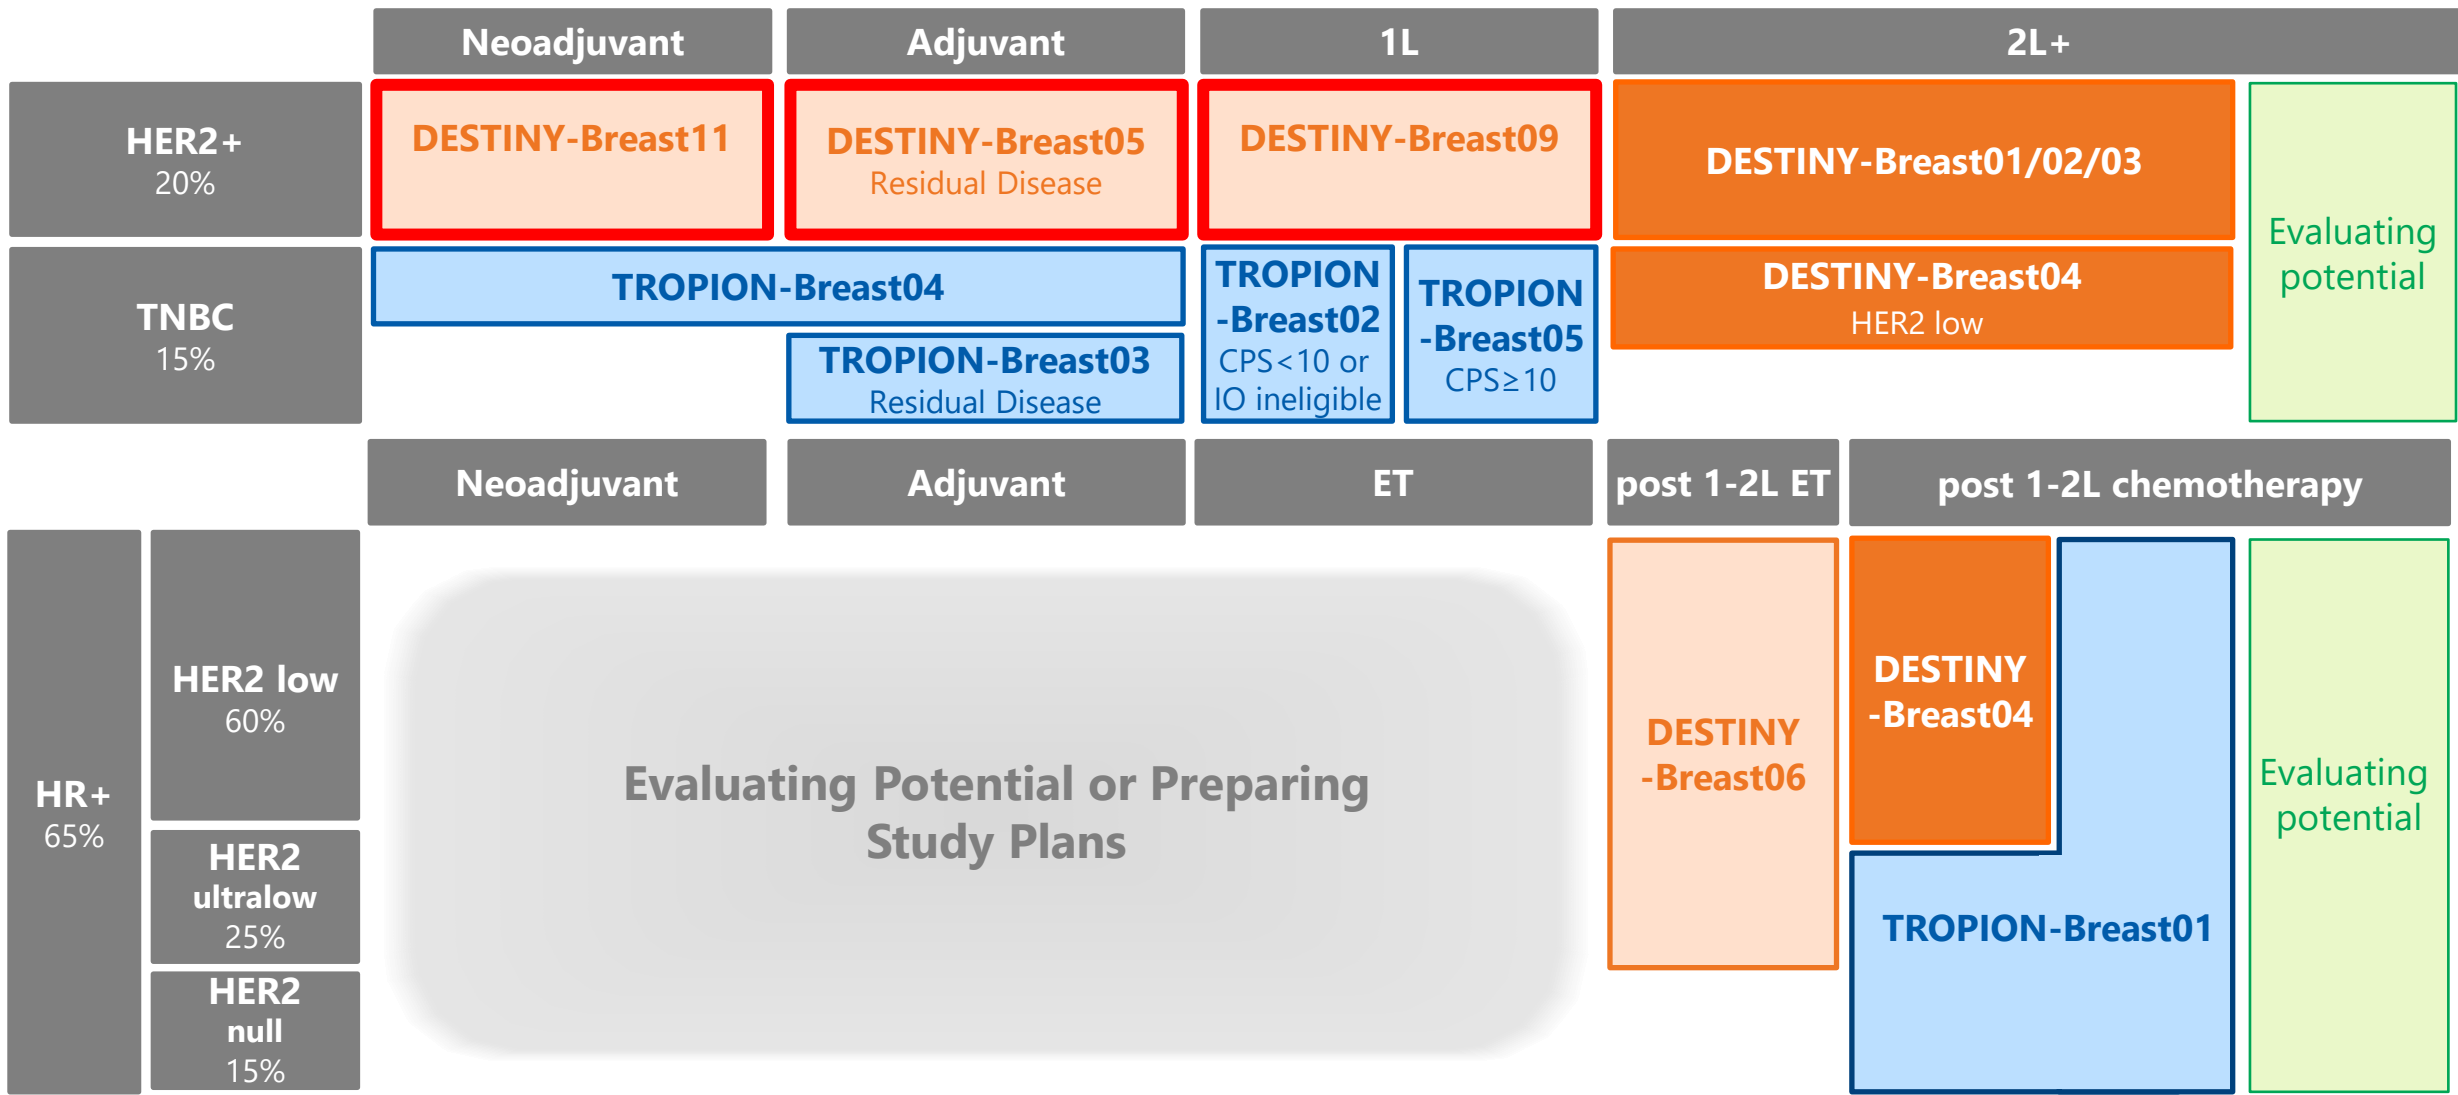 Neoadjuvant
Adjuvant
1L
2L+
HER2+
20%
DESTINY-Breast11
DESTINY-Breast05
Residual Disease
DESTINY-Breast09
DESTINY-Breast01/02/03
Evaluating
potential
TNBC
15%
TROPION-Breast04
TROPION-Breast03
Residual Disease
TROPION
-Breast02
CPS<10 or
IO ineligible
TROPION
-Breast05
CPS≥10
DESTINY-Breast04
HER2 low
Neoadjuvant
Adjuvant
ET
post 1-2L ET
post 1-2L chemotherapy
HR+
65%
HER2 low
60%
HER2
ultralow
25%
HER2
null
15%
Evaluating Potential or Preparing
Study Plans
DESTINY
-Breast06
DESTINY
-Breast04
TROPION-Breast01
Evaluating
potential